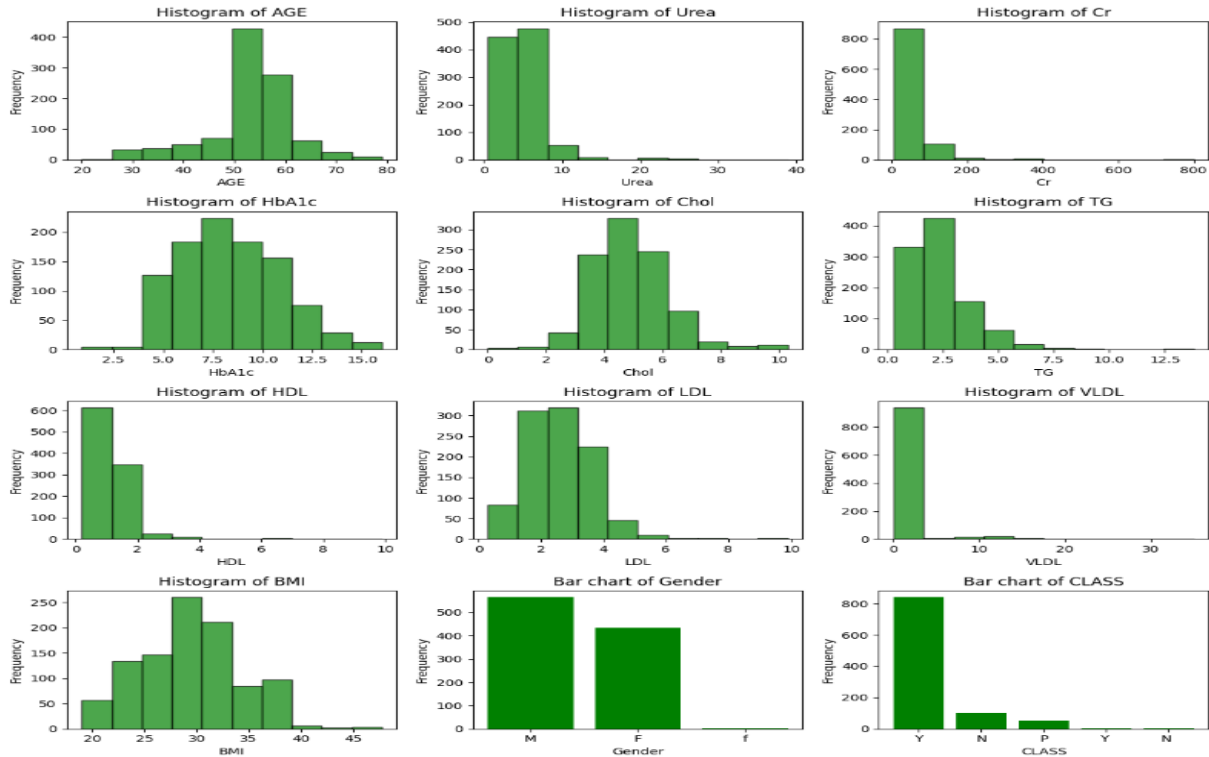 Histogram of AGE
Frequency
400
300
200
100
0
20 30 40 50 60 70 80
AGE
Histogram of Urea
Frequency
500
400
300
200
100
0
0 10 20 30 40
Urea
Histogram of Cr
Frequency
800
600
400
200
0
0 200 400 600 800
Cr
Histogram of HbA1c
Frequency
200
150
100
50
0
2.5 5.0 7.5 10.0 12.5 15.0
HbA1c
Histogram of Chol
Frequency
300
250
200
150
100
50
0
0 2 4 6 8 10
Chol
Histogram of TG
Frequency
400
300
200
100
0
0.0 2.5 5.0 7.5 10.0 12.5
TG
Histogram of HDL
Frequency
600
500
400
300
200
100
0
0 2 4 6 8 10
HDL
Histogram of LDL
Frequency
300
250
200
150
100
50
0
0 2 4 6 8 10
LDL
Histogram of VLDL
Frequency
800
600
400
200
0
0 10 20 30
VLDL
Histogram of BMI
Frequency
250
200
150
100
50
0
20 25 30 35 40 45
BMI
Bar chart of Gender
Frequency
500
400
300
200
100
0
M F f
Gender
Bar chart of CLASS
Frequency
800
600
400
200
0
Y N P Y N
CLASS